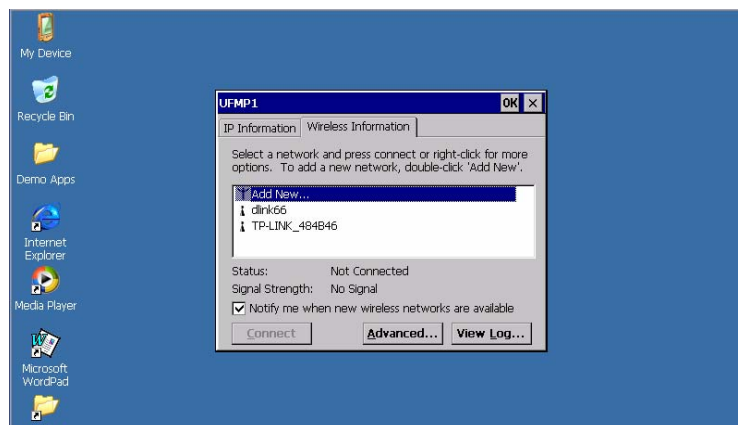 My Device
Recycle Bin
Demo Apps
Internet
Explorer
Media Player
Microsoft
WordPad
UFMP1
OK
IP Information
Wireless Information
Select a network and press connect or right-click for more
options. To add a new network, double-click 'Add New'.
Add New...
dlink66
TP-LINK_484B46
Status: Not Connected
Signal Strength: No Signal
Notify me when new wireless networks are available
Connect
Advanced...
View Log...